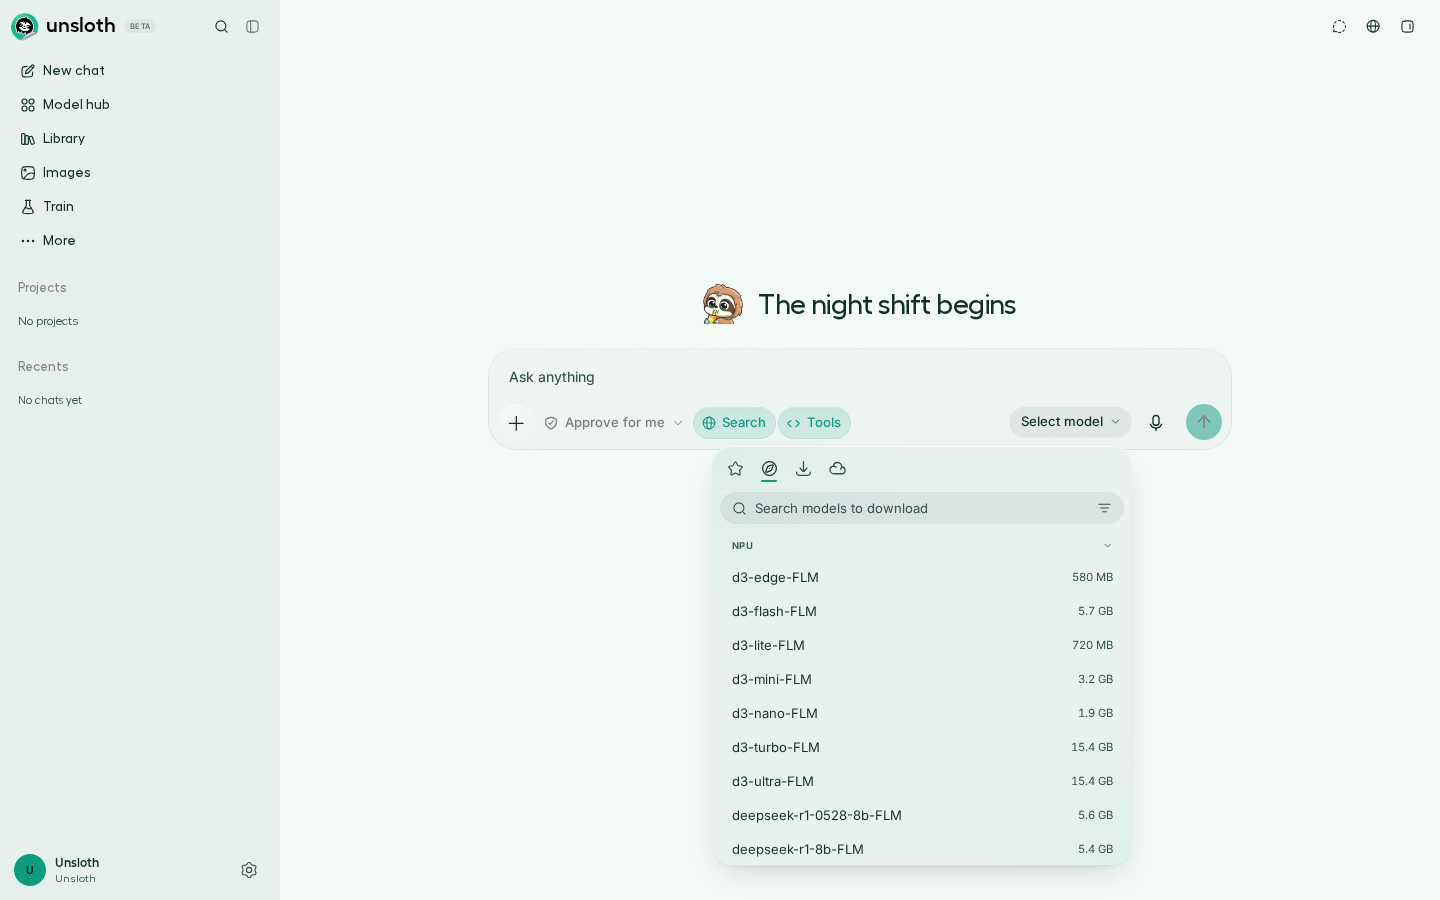 unsloth BETA
New chat
Model hub
Library
Images
Train
More
Projects
No projects
Recents
No chats yet
U
Unsloth
Unsloth
The night shift begins
Ask anything
Approve for me Search Tools Select model
Search models to download
NPU
d3-edge-FLM 580 MB
d3-flash-FLM 5.7 GB
d3-lite-FLM 720 MB
d3-mini-FLM 3.2 GB
d3-nano-FLM 1.9 GB
d3-turbo-FLM 15.4 GB
d3-ultra-FLM 15.4 GB
deepseek-r1-0528-8b-FLM 5.6 GB
deepseek-r1-8b-FLM 5.4 GB